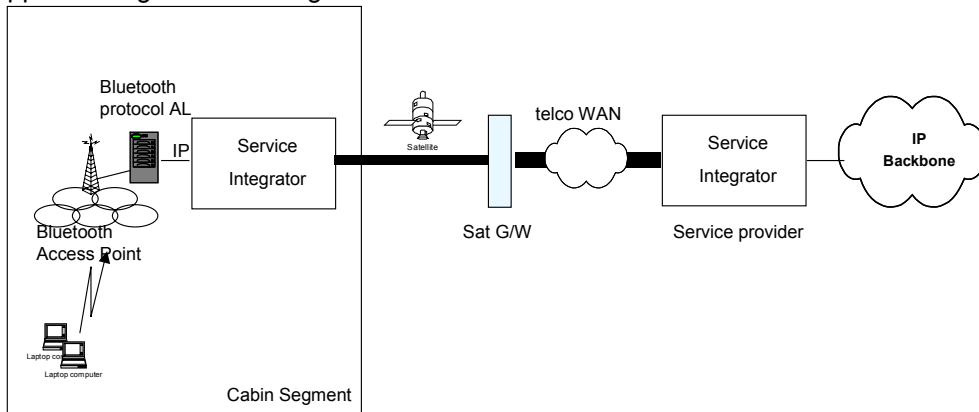 Bluetooth
protocol AL
IP
Service
Integrator
Satellite
telco WAN
Sat G/W
Service
Integrator
Service provider
IP
Backbone
Bluetooth
Access Point
Laptop computer
Cabin Segment